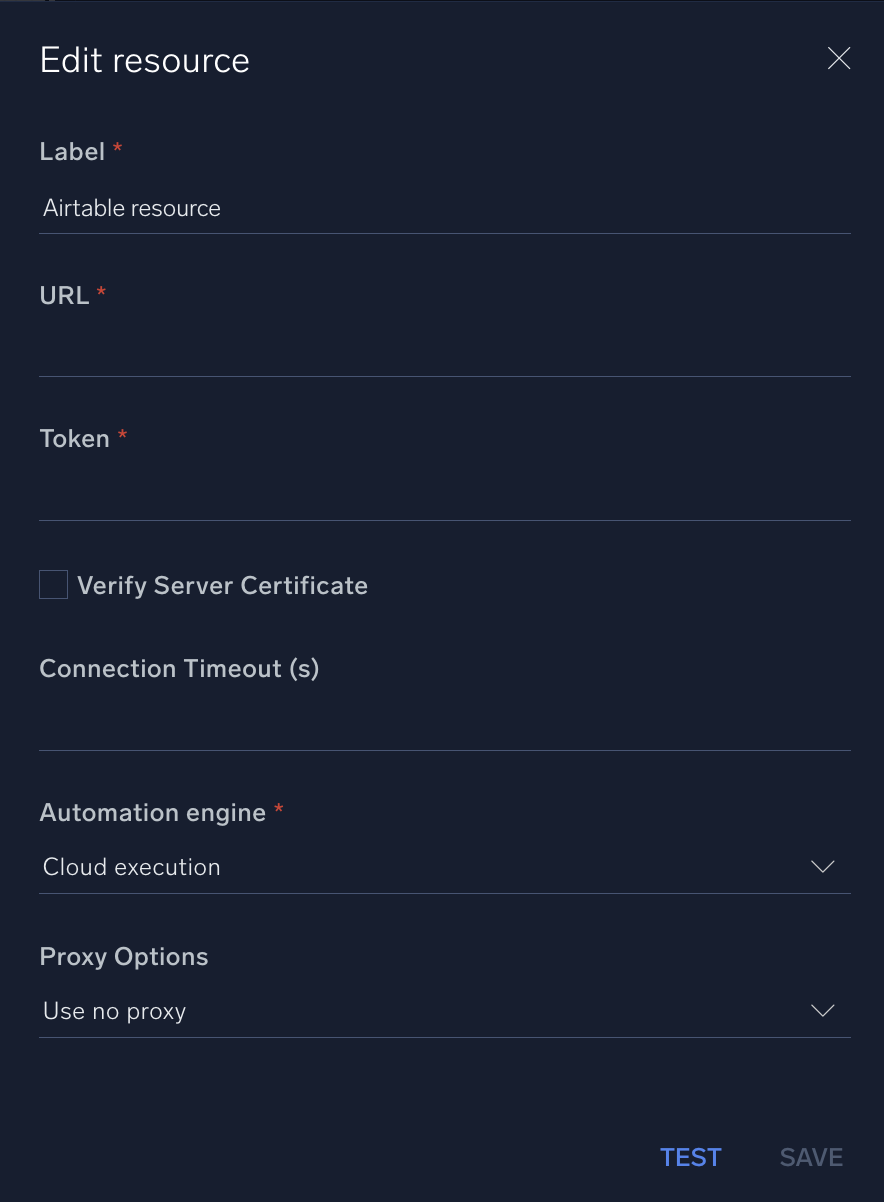 Edit resource
Label *
Airtable resource
URL *
Token *
Verify Server Certificate
Connection Timeout (s)
Automation engine *
Cloud execution
Proxy Options
Use no proxy
TEST SAVE